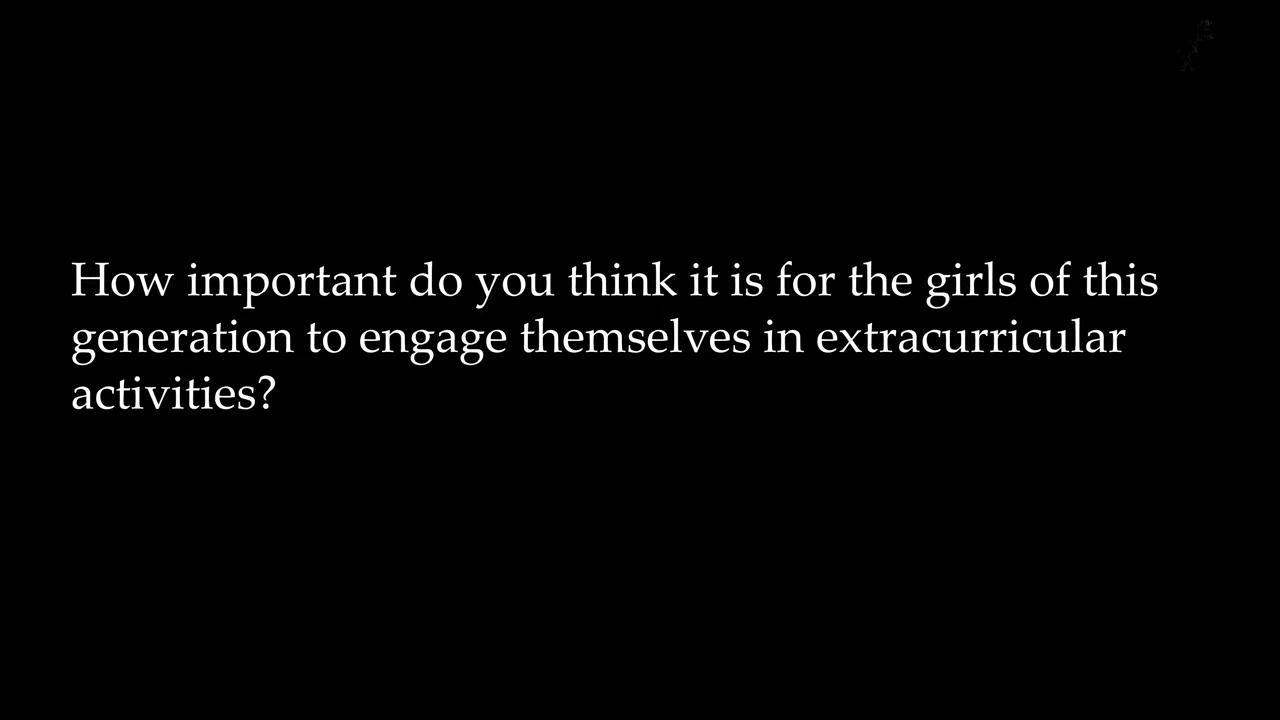 How important do you think it is for the girls of this
generation to engage themselves in extracurricular
activities?